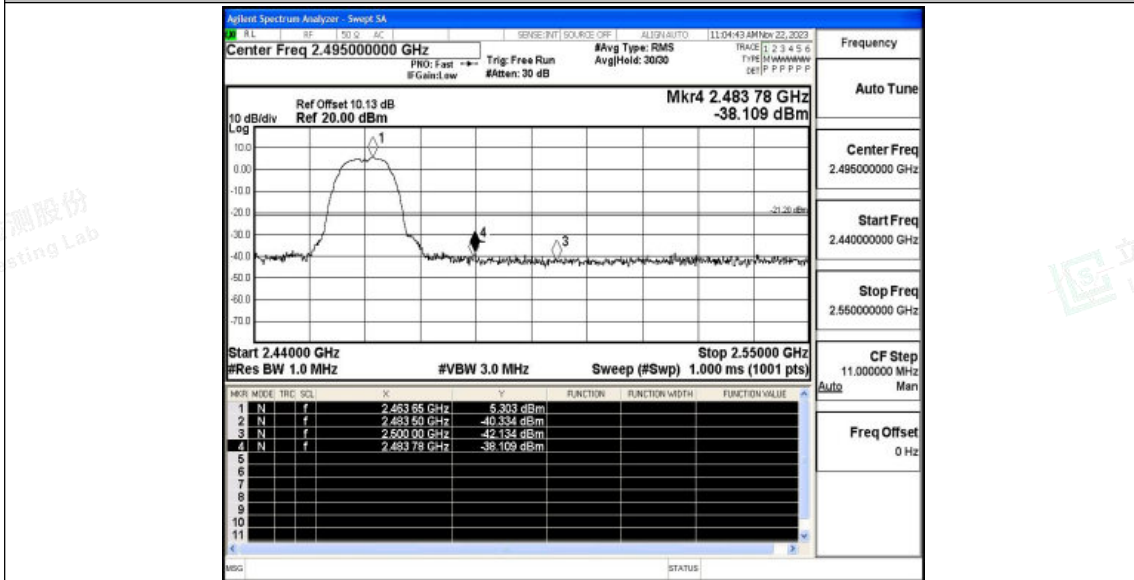 Agilent Spectrum Analyzer - Swept SA
RL RF 50 Ω AC SENSE:INT SOURCE OFF ALIGN AUTO 11:04:43 AM Nov 22, 2023
Center Freq 2.495000000 GHz
PNO: Fast
IFGain:Low
Trig: Free Run
#Atten: 30 dB
#Avg Type: RMS
Avg|Hold: 30/30
TRACE 1 2 3 4 5 6
TYPE M WWWWW
DET P P P P P P
Frequency
Auto Tune
Center Freq
2.495000000 GHz
Start Freq
2.440000000 GHz
Stop Freq
2.550000000 GHz
CF Step
11.000000 MHz
Auto Man
Freq Offset
0 Hz
Mkr4 2.483 78 GHz
-38.109 dBm
Ref Offset 10.13 dB
10 dB/div Ref 20.00 dBm
Log
10.0
0.00
-10.0
-20.0
-30.0
-40.0
-50.0
-60.0
-70.0
1
-21.20 dBm
4
3
Start 2.44000 GHz Stop 2.55000 GHz
#Res BW 1.0 MHz #VBW 3.0 MHz Sweep (#Swp) 1.000 ms (1001 pts)
MKR MODE TRC SCL X Y FUNCTION FUNCTION WIDTH FUNCTION VALUE
1 N f 2.463 65 GHz 5.303 dBm
2 N f 2.483 50 GHz -40.334 dBm
3 N f 2.500 00 GHz -42.134 dBm
4 N f 2.483 78 GHz -38.109 dBm
5
6
7
8
9
10
11
MSG STATUS
测股份
sting Lab
立